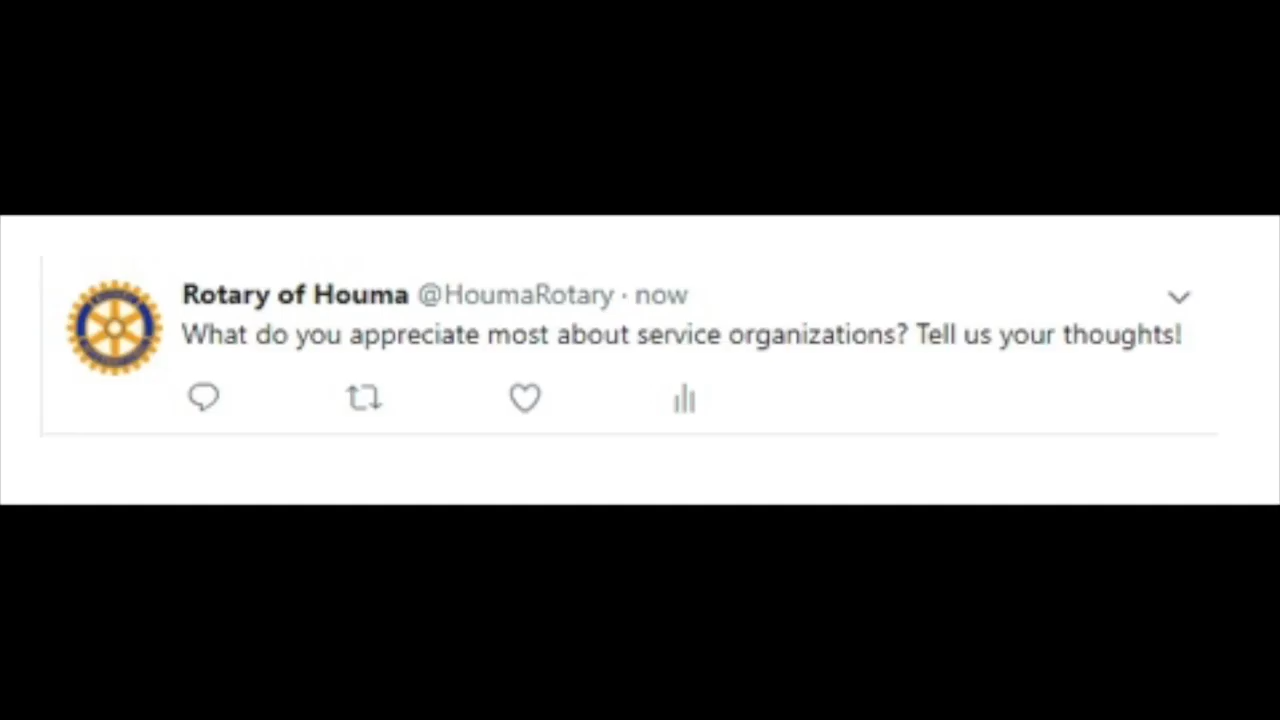 Rotary of Houma @HoumaRotary · now
What do you appreciate most about service organizations? Tell us your thoughts!